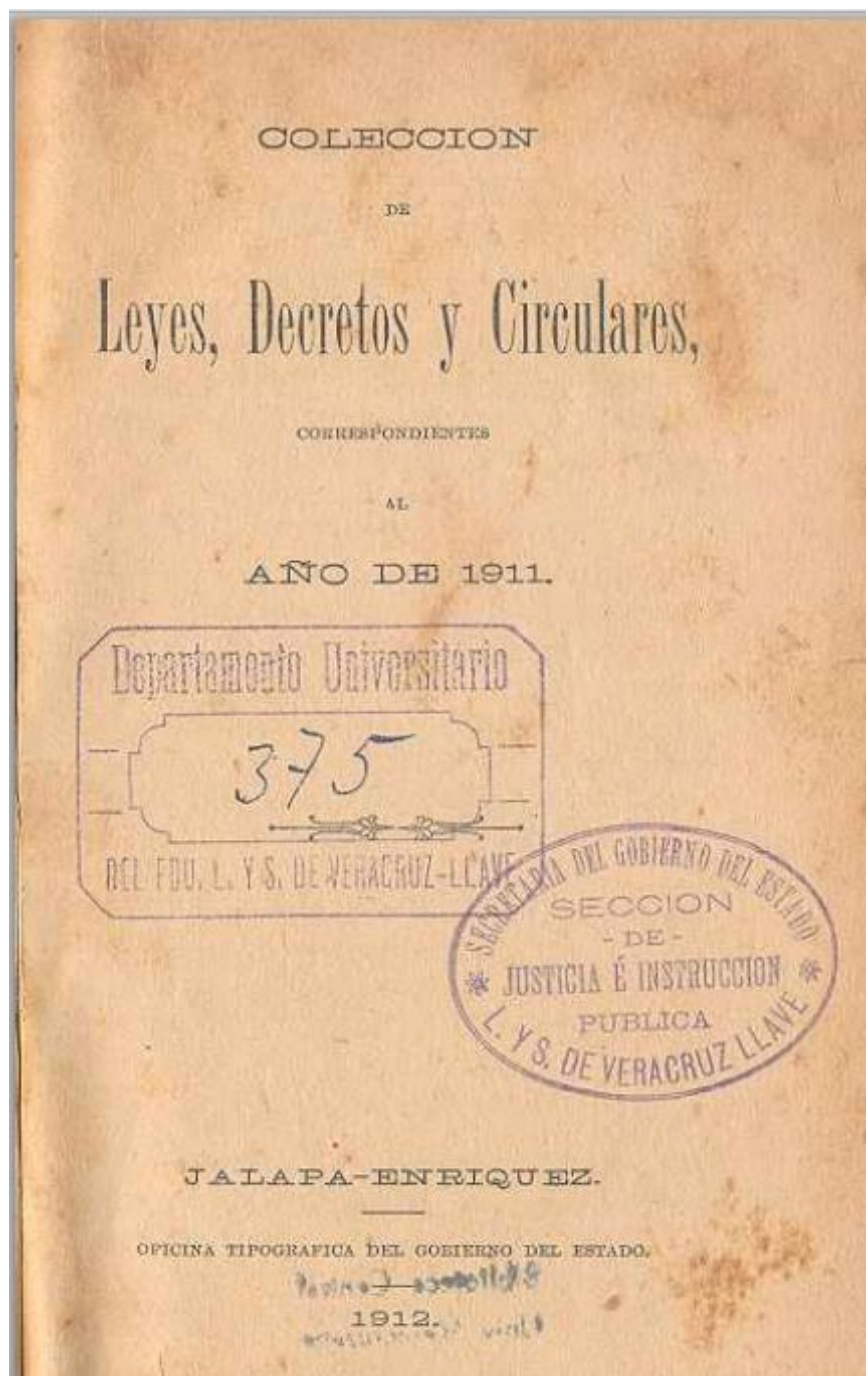 COLECCION
DE
Leyes, Decretos y Circulares,
CORRESPONDIENTES
AL
AÑO DE 1911.
Departamento Universitario
375
DEL EDO. L. Y S. DE VERACRUZ-LLAVE
SECRETARIA DEL GOBIERNO DEL ESTADO
SECCION
- DE -
JUSTICIA É INSTRUCCION
PUBLICA
L. Y S. DE VERACRUZ LLAVE
JALAPA-ENRIQUEZ.
OFICINA TIPOGRAFICA DEL GOBIERNO DEL ESTADO.
1912.